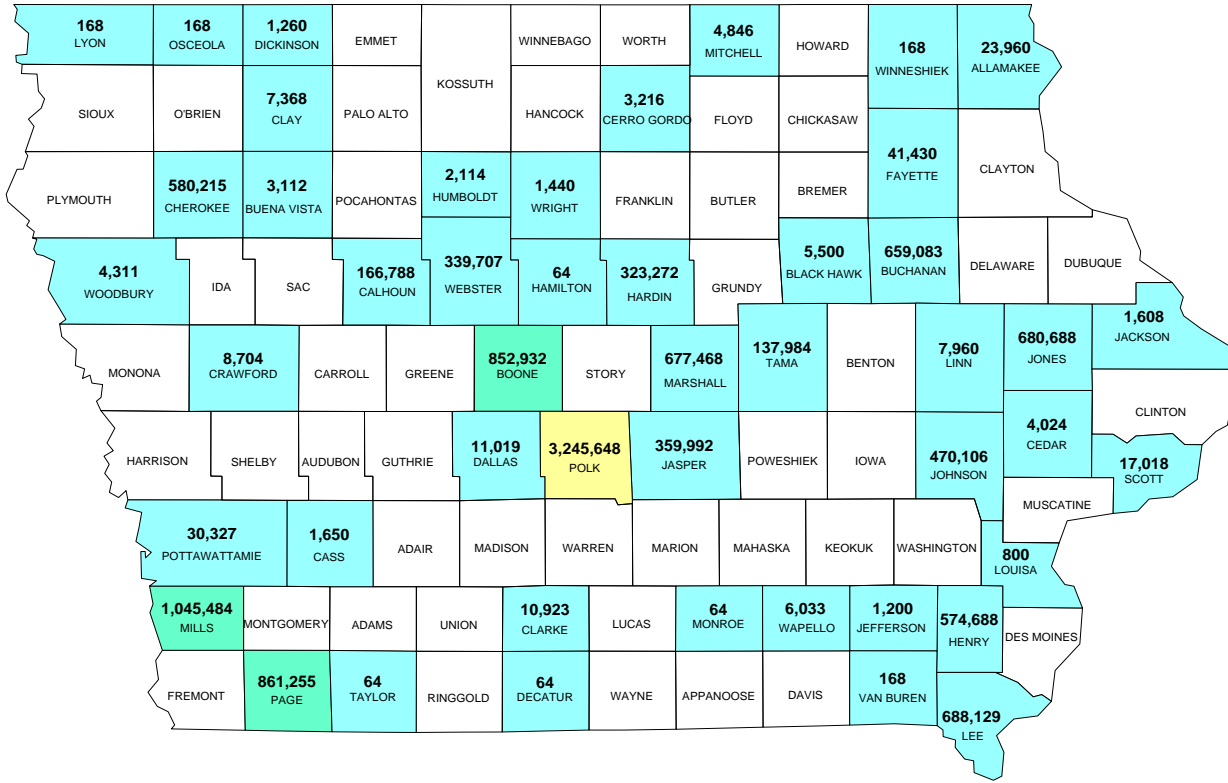 168
LYON
168
OSCEOLA
1,260
DICKINSON
EMMET
KOSSUTH
WINNEBAGO
WORTH
4,846
MITCHELL
HOWARD
168
WINNESHIEK
23,960
ALLAMAKEE
SIOUX
O'BRIEN
7,368
CLAY
PALO ALTO
HANCOCK
3,216
CERRO GORDO
FLOYD
CHICKASAW
PLYMOUTH
580,215
CHEROKEE
3,112
BUENA VISTA
POCAHONTAS
2,114
HUMBOLDT
1,440
WRIGHT
FRANKLIN
BUTLER
BREMER
41,430
FAYETTE
CLAYTON
4,311
WOODBURY
IDA
SAC
166,788
CALHOUN
339,707
WEBSTER
64
HAMILTON
323,272
HARDIN
GRUNDY
5,500
BLACK HAWK
659,083
BUCHANAN
DELAWARE
DUBUQUE
MONONA
8,704
CRAWFORD
CARROLL
GREENE
852,932
BOONE
STORY
677,468
MARSHALL
137,984
TAMA
BENTON
7,960
LINN
680,688
JONES
1,608
JACKSON
CLINTON
HARRISON
SHELBY
AUDUBON
GUTHRIE
11,019
DALLAS
3,245,648
POLK
359,992
JASPER
POWESHIEK
IOWA
470,106
JOHNSON
4,024
CEDAR
17,018
SCOTT
MUSCATINE
30,327
POTTAWATTAMIE
1,650
CASS
ADAIR
MADISON
WARREN
MARION
MAHASKA
KEOKUK
WASHINGTON
800
LOUISA
1,045,484
MILLS
MONTGOMERY
ADAMS
UNION
10,923
CLARKE
LUCAS
64
MONROE
6,033
WAPELLO
1,200
JEFFERSON
574,688
HENRY
DES MOINES
FREMONT
861,255
PAGE
64
TAYLOR
RINGGOLD
64
DECATUR
WAYNE
APPANOOSE
DAVIS
168
VAN BUREN
688,129
LEE